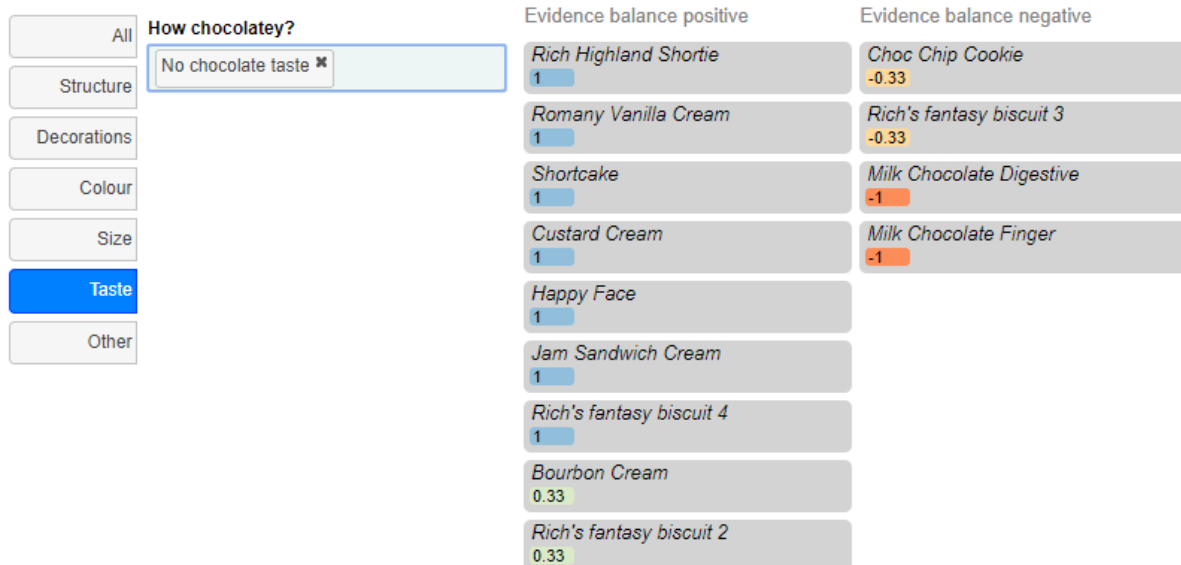 All
Structure
Decorations
Colour
Size
Taste
Other
How chocolatey?
No chocolate taste ✖
Evidence balance positive
Rich Highland Shortie
1
Romany Vanilla Cream
1
Shortcake
1
Custard Cream
1
Happy Face
1
Jam Sandwich Cream
1
Rich's fantasy biscuit 4
1
Bourbon Cream
0.33
Rich's fantasy biscuit 2
0.33
Evidence balance negative
Choc Chip Cookie
-0.33
Rich's fantasy biscuit 3
-0.33
Milk Chocolate Digestive
-1
Milk Chocolate Finger
-1